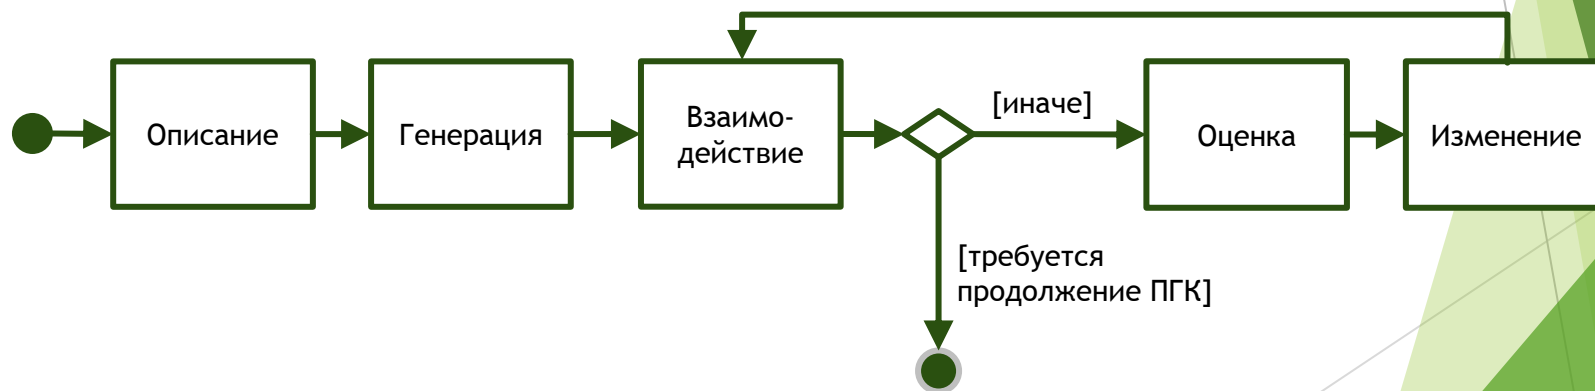 Описание
Генерация
Взаимо-
действие
[иначе]
Оценка
Изменение
[требуется
продолжение ПГК]